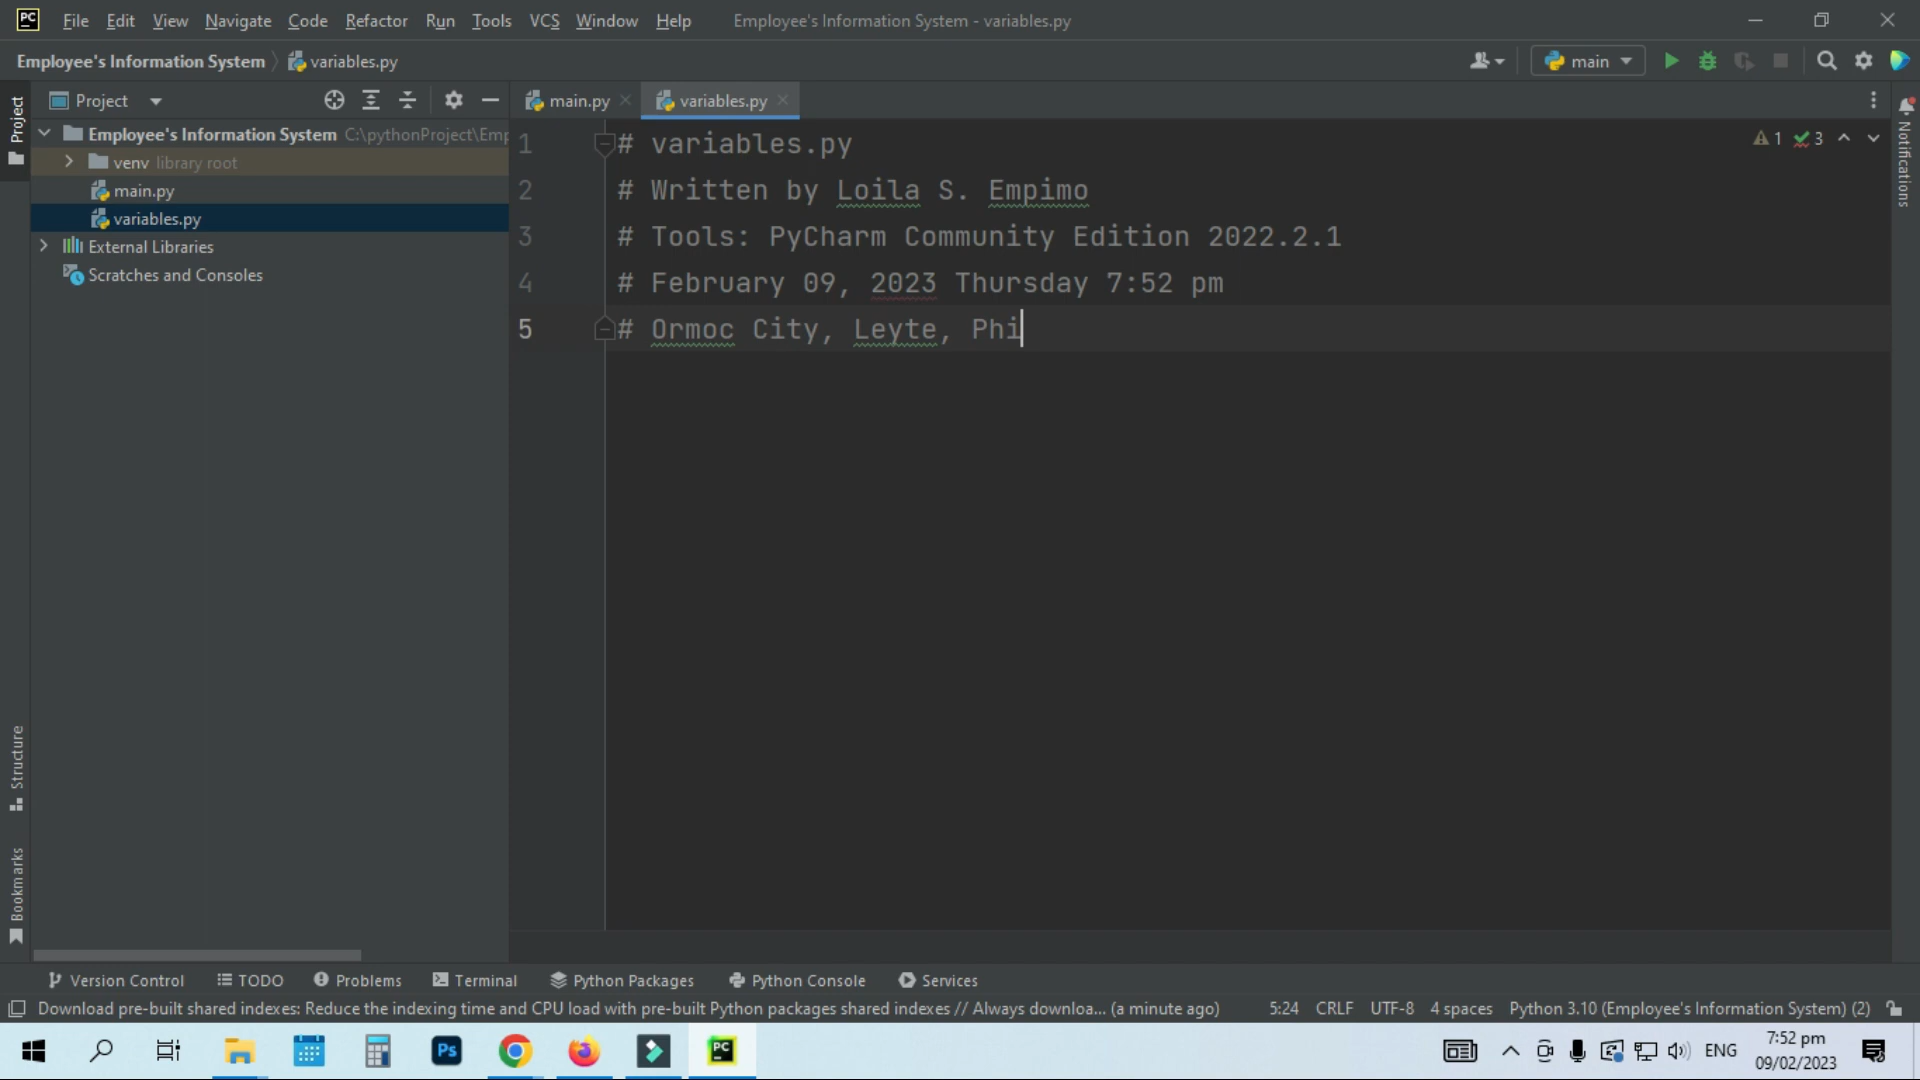 PC File Edit View Navigate Code Refactor Run Tools VCS Window Help Employee's Information System - variables.py
Employee's Information System variables.py main
Project main.py variables.py
Project
Employee's Information System C:\pythonProject\Emp
venv library root
main.py
variables.py
External Libraries
Scratches and Consoles
1 # variables.py
2 # Written by Loila S. Empimo
3 # Tools: PyCharm Community Edition 2022.2.1
4 # February 09, 2023 Thursday 7:52 pm
5 # Ormoc City, Leyte, Phi
1 3
Notifications
Structure
Bookmarks
Version Control TODO Problems Terminal Python Packages Python Console Services
Download pre-built shared indexes: Reduce the indexing time and CPU load with pre-built Python packages shared indexes // Always downloa... (a minute ago) 5:24 CRLF UTF-8 4 spaces Python 3.10 (Employee's Information System) (2)
Ps PC ENG 7:52 pm
09/02/2023